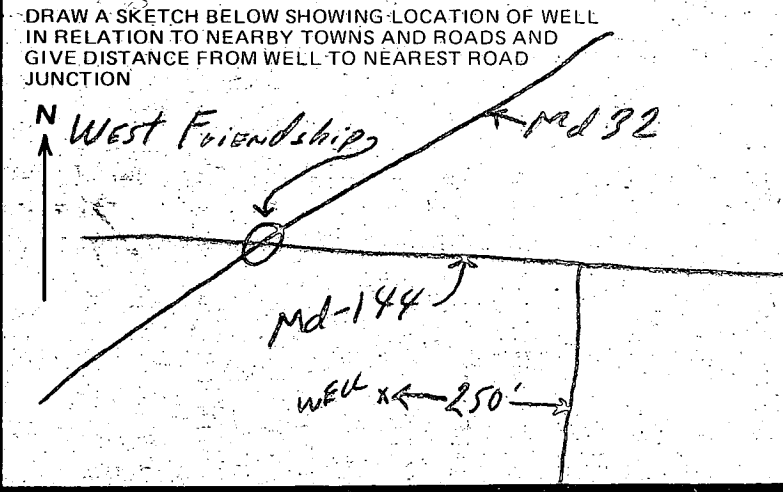 DRAW A SKETCH BELOW SHOWING LOCATION OF WELL
IN RELATION TO NEARBY TOWNS AND ROADS AND
GIVE DISTANCE FROM WELL TO NEAREST ROAD
JUNCTION
N
West Friendship
Md 32
Md-144
WELL x 250'